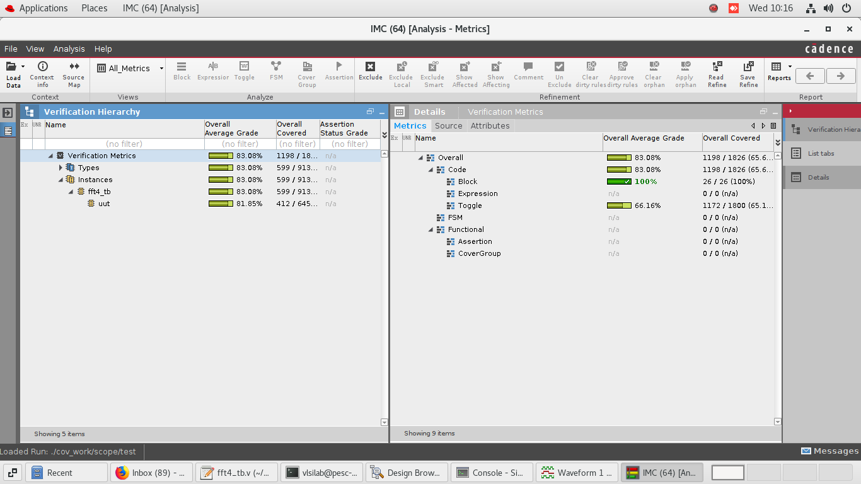 Applications Places IMC (64) [Analysis] Wed 10:16
IMC (64) [Analysis - Metrics]
File View Analysis Help cadence
Load Data Context info Source Map All_Metrics Block Expression Toggle FSM Cover Group Assertion Exclude Exclude Local Exclude Smart Show Affected Show Affecting Comment Un Exclude Clear dirty rules Approve dirty rules Clear orphan Apply orphan Read Refine Save Refine Reports
Context Views Analyze Refinement Report
Verification Hierarchy
Ex UNR Name Overall Average Grade Overall Covered Assertion Status Grade
(no filter) (no filter) (no filter) (no filter)
Verification Metrics 83.08% 1198 / 18... n/a
Types 83.08% 599 / 913... n/a
Instances 83.08% 599 / 913... n/a
fft4_tb 83.08% 599 / 913... n/a
uut 81.85% 412 / 645... n/a
Showing 5 items
Details Verification Metrics
Metrics Source Attributes
Ex UNR Name Overall Average Grade Overall Covered
Overall 83.08% 1198 / 1826 (65.6...
Code 83.08% 1198 / 1826 (65.6...
Block 100% 26 / 26 (100%)
Expression n/a 0 / 0 (n/a)
Toggle 66.16% 1172 / 1800 (65.1...
FSM n/a 0 / 0 (n/a)
Functional n/a 0 / 0 (n/a)
Assertion n/a 0 / 0 (n/a)
CoverGroup n/a 0 / 0 (n/a)
Showing 9 items
Verification Hiera
List tabs
Details
Loaded Run: ./cov_work/scope/test Messages
Recent Inbox (89) - ... fft4_tb.v (~/... vlsilab@pesc-... Design Brow... Console - Si... Waveform 1 ... IMC (64) [An...